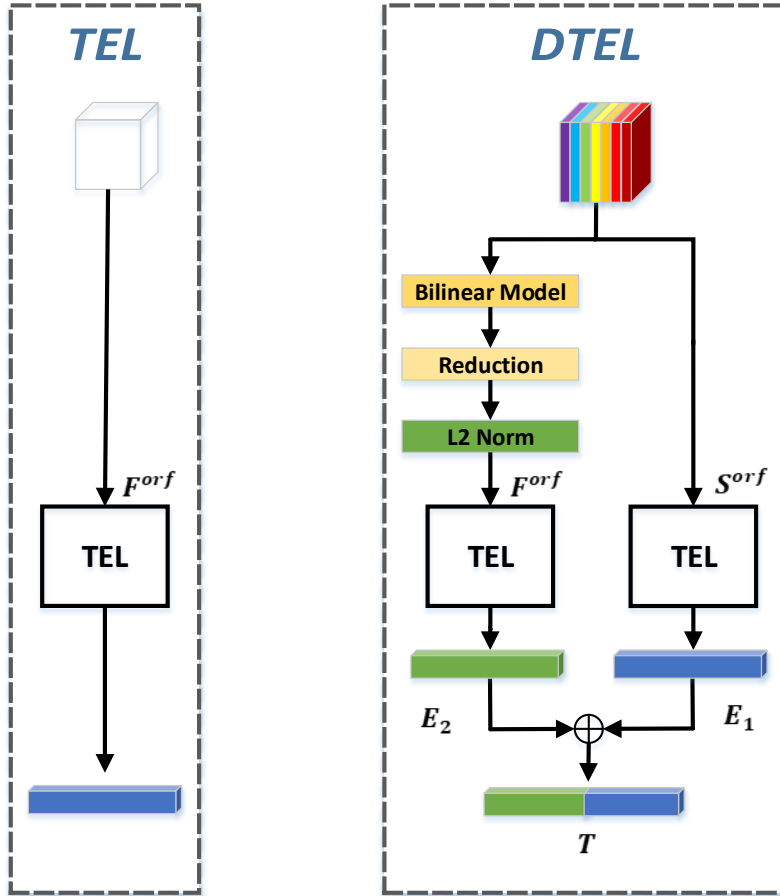 TEL
DTEL
Bilinear Model
Reduction
L2 Norm
F^{orf}
F^{orf}
S^{orf}
TEL
TEL
TEL
E_2
E_1
T